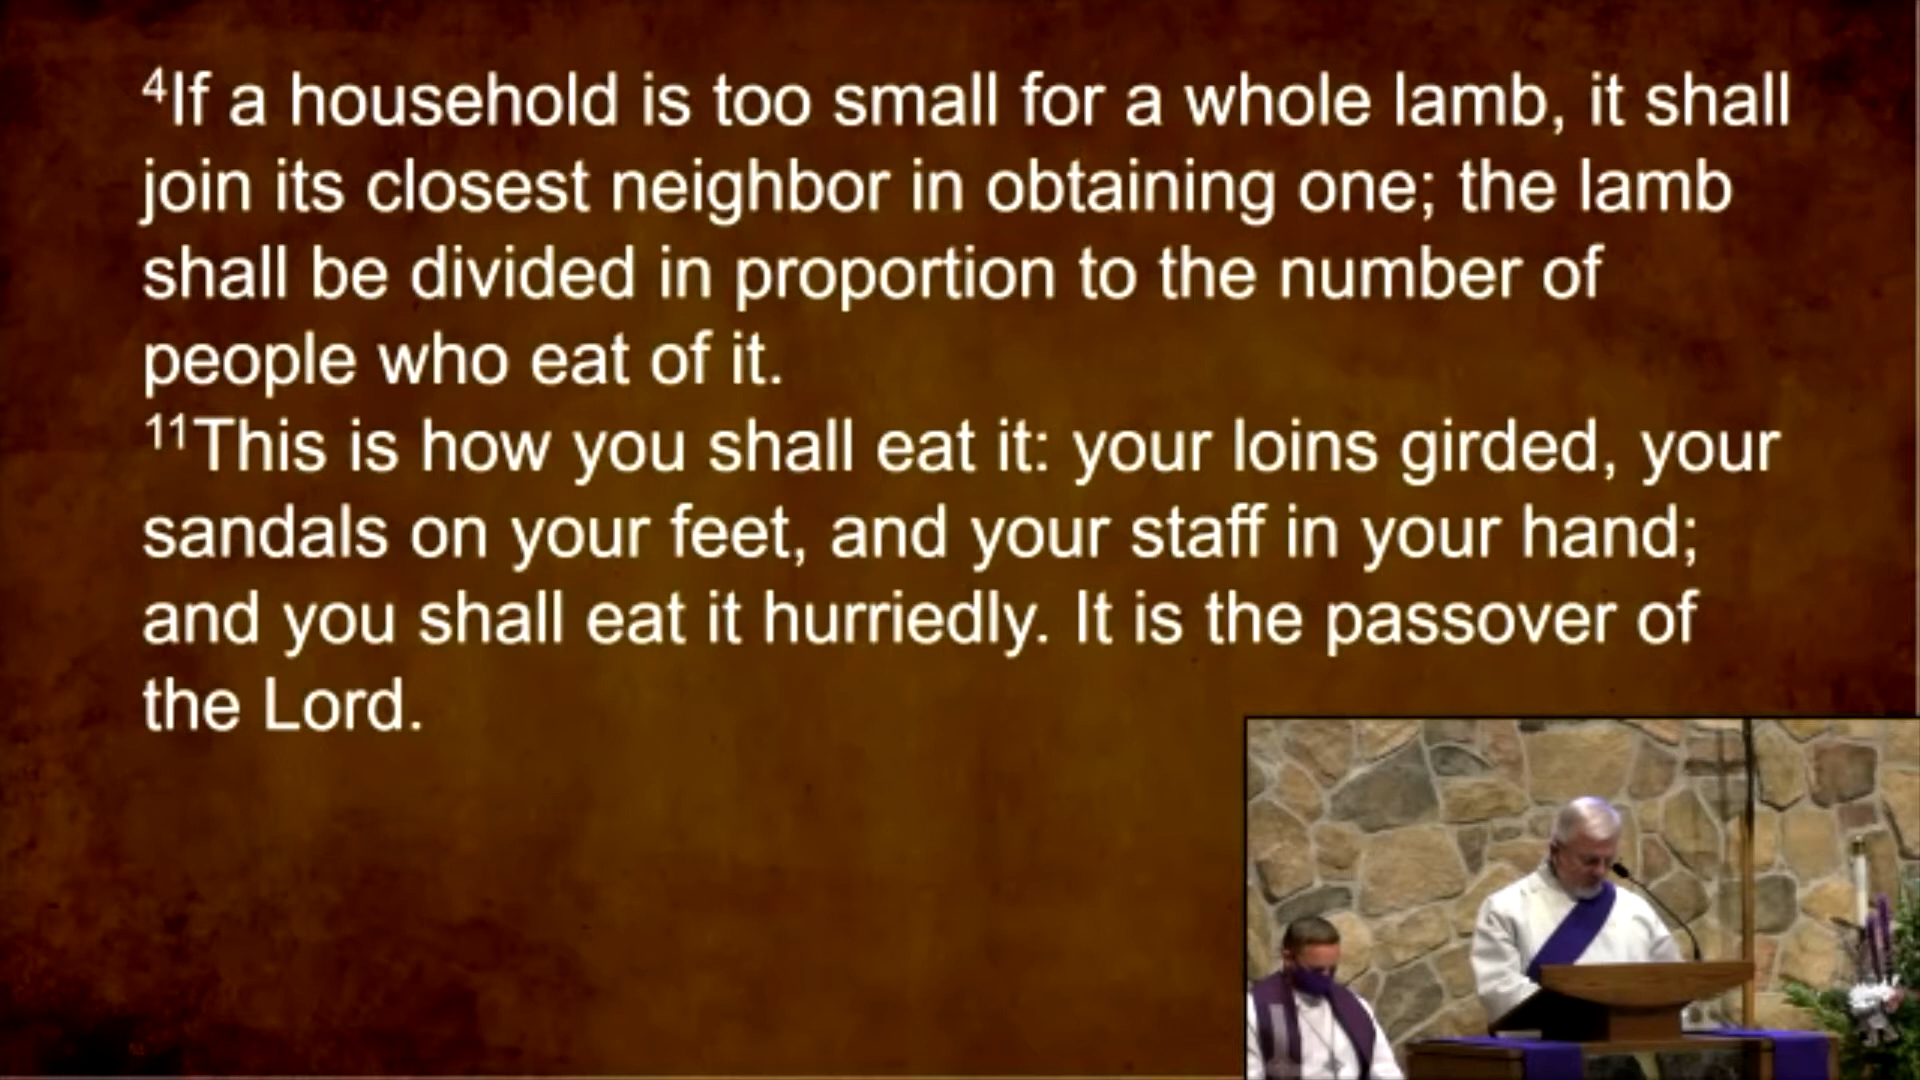 ⁴If a household is too small for a whole lamb, it shall
join its closest neighbor in obtaining one; the lamb
shall be divided in proportion to the number of
people who eat of it.
¹¹This is how you shall eat it: your loins girded, your
sandals on your feet, and your staff in your hand;
and you shall eat it hurriedly. It is the passover of
the Lord.